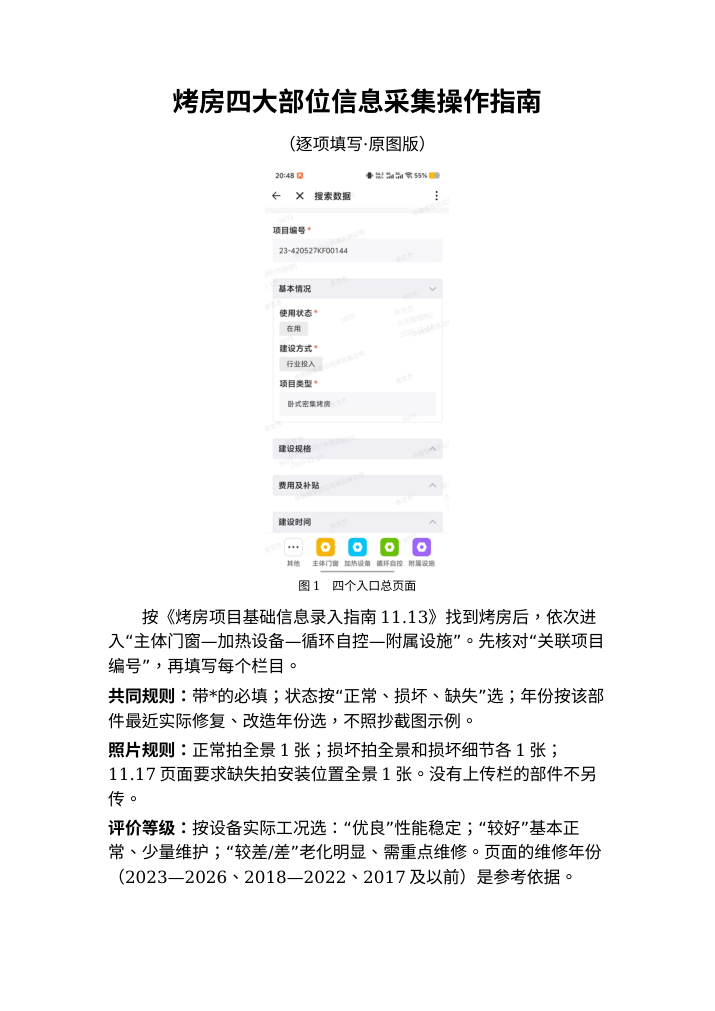 烤房四大部位信息采集操作指南
（逐项填写·原图版）
20:48
55%
搜索数据
项目编号*
23-420527KF00144
基本情况
使用状态*
在用
建设方式*
行业投入
项目类型*
卧式密集烤房
建设规格
费用及补贴
建设时间
其他 主体门窗 加热设备 循环自控 附属设施
图 1 四个入口总页面
按《烤房项目基础信息录入指南 11.13》找到烤房后，依次进
入“主体门窗—加热设备—循环自控—附属设施”。先核对“关联项目
编号”，再填写每个栏目。
共同规则：带*的必填；状态按“正常、损坏、缺失”选；年份按该部
件最近实际修复、改造年份选，不照抄截图示例。
照片规则：正常拍全景 1 张；损坏拍全景和损坏细节各 1 张；
11.17 页面要求缺失拍安装位置全景 1 张。没有上传栏的部件不另
传。
评价等级：按设备实际工况选：“优良”性能稳定；“较好”基本正
常、少量维护；“较差/差”老化明显、需重点维修。页面的维修年份
（2023—2026、2018—2022、2017 及以前）是参考依据。